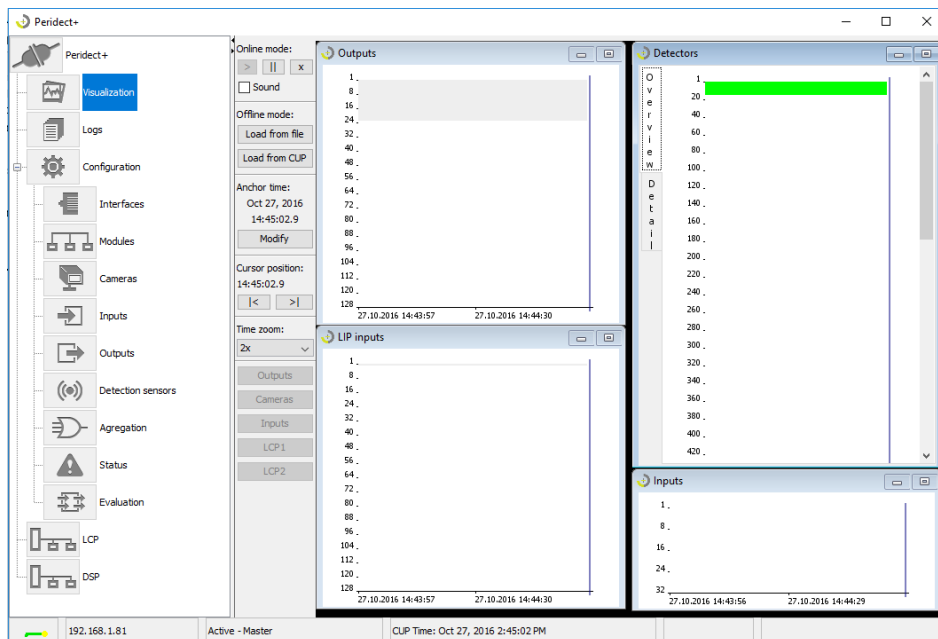 Peridect+
Peridect+
Visualization
Logs
Configuration
Interfaces
Modules
Cameras
Inputs
Outputs
Detection sensors
Agregation
Status
Evaluation
LCP
DSP
Online mode:
> || x
Sound
Offline mode:
Load from file
Load from CUP
Anchor time:
Oct 27, 2016
14:45:02.9
Modify
Cursor position:
14:45:02.9
|< >|
Time zoom:
2x
Outputs
Cameras
Inputs
LCP1
LCP2
Outputs
1
8
16
24
32
40
48
56
64
72
80
88
96
104
112
120
128
27.10.2016 14:43:57 27.10.2016 14:44:30
LIP inputs
1
8
16
24
32
40
48
56
64
72
80
88
96
104
112
120
128
27.10.2016 14:43:57 27.10.2016 14:44:30
Detectors
Overview
Detail
1
20
40
60
80
100
120
140
160
180
200
220
240
260
280
300
320
340
360
380
400
420
Inputs
1
8
16
24
32
27.10.2016 14:43:56 27.10.2016 14:44:29
192.168.1.81 Active - Master CUP Time: Oct 27, 2016 2:45:02 PM